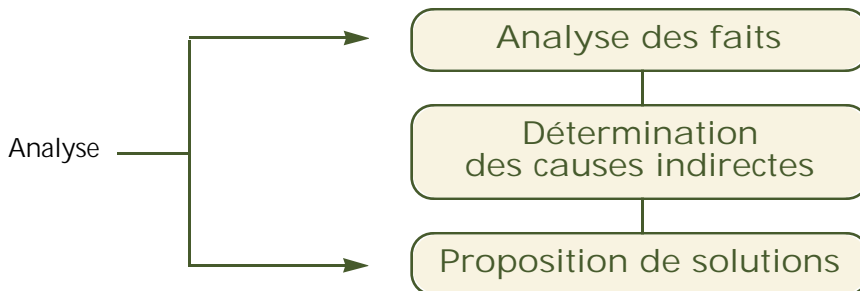 Analyse des faits
Analyse
Détermination
des causes indirectes
Proposition de solutions